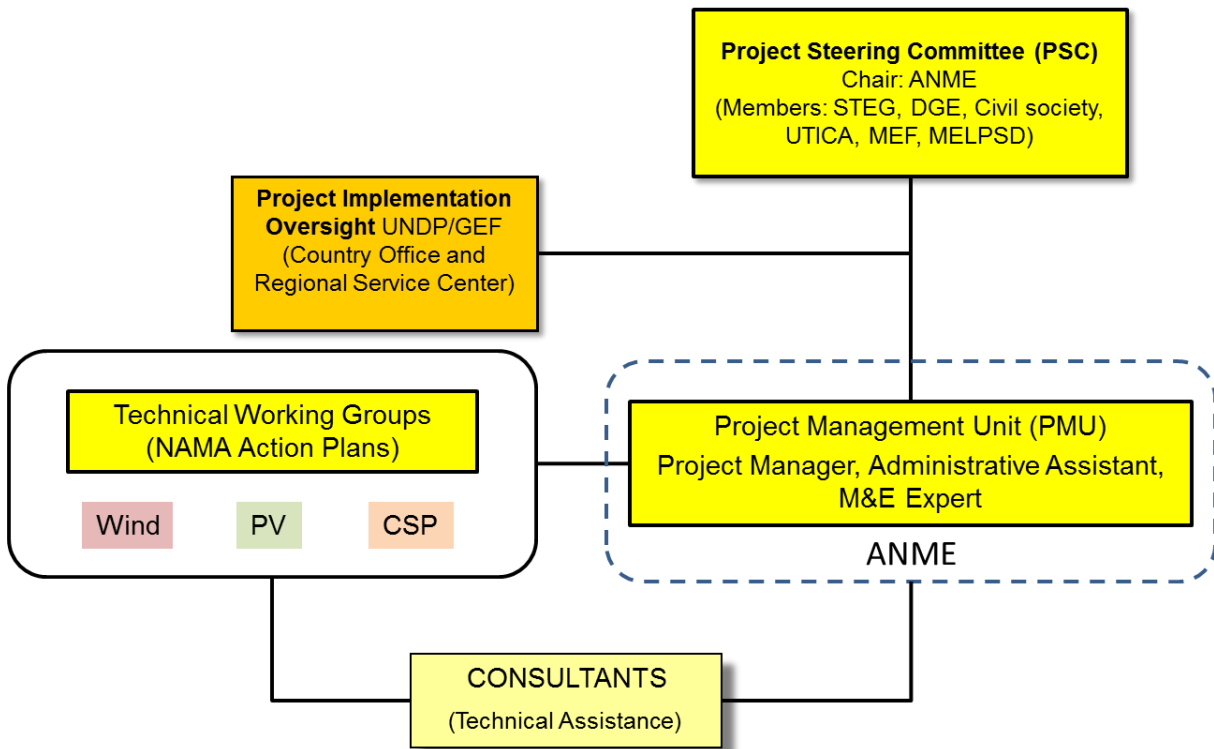 Project Steering Committee (PSC)
Chair: ANME
(Members: STEG, DGE, Civil society,
UTICA, MEF, MELPSD)
Project Implementation
Oversight UNDP/GEF
(Country Office and
Regional Service Center)
Technical Working Groups
(NAMA Action Plans)
Wind
PV
CSP
Project Management Unit (PMU)
Project Manager, Administrative Assistant,
M&E Expert
ANME
CONSULTANTS
(Technical Assistance)